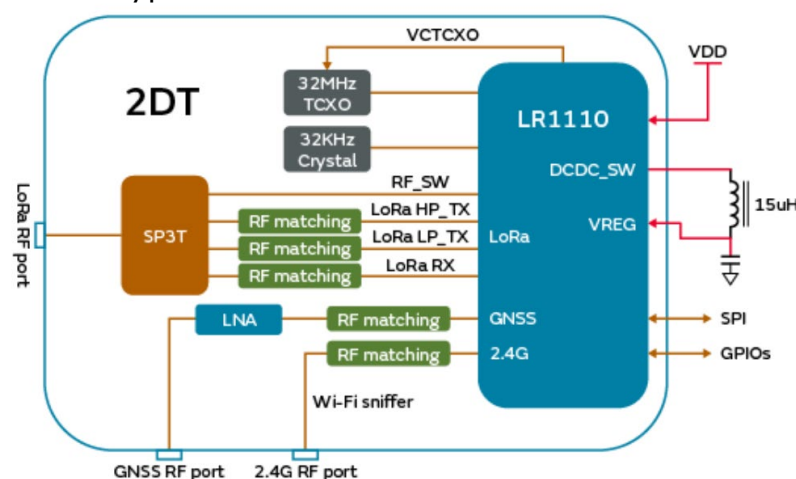 VCTCXO
VDD
2DT
32MHz
TCXO
LR1110
32KHz
Crystal
DCDC_SW
RF_SW
15uH
LoRa HP_TX
RF matching
VREG
SP3T
LoRa LP_TX
RF matching
LoRa
LoRa RX
RF matching
LoRa RF port
LNA
RF matching
GNSS
SPI
RF matching
2.4G
GPIOs
Wi-Fi sniffer
GNSS RF port
2.4G RF port